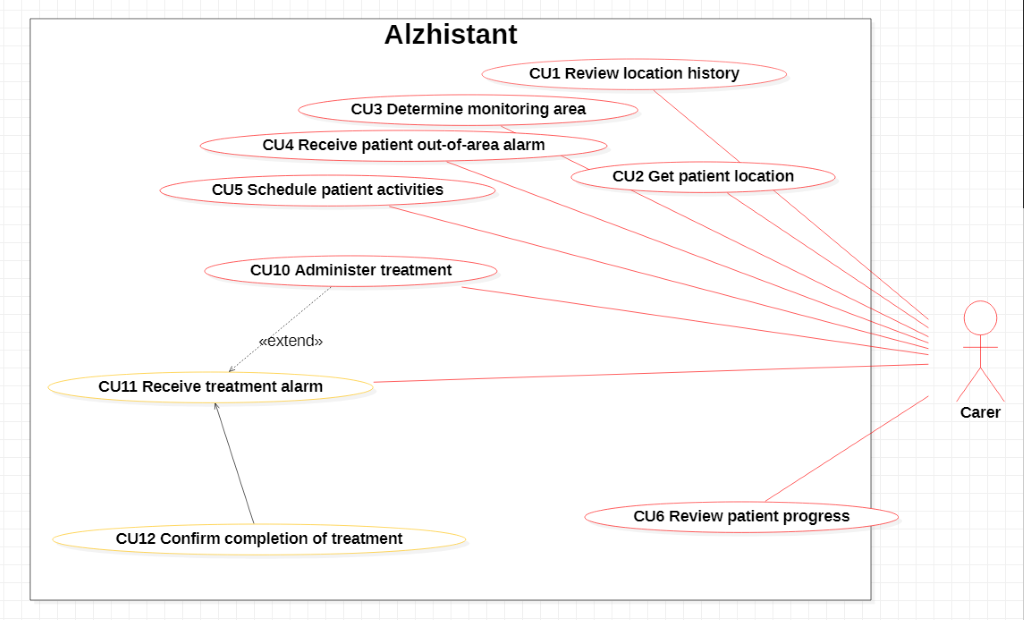 Alzhistant
CU1 Review location history
CU3 Determine monitoring area
CU4 Receive patient out-of-area alarm
CU2 Get patient location
CU5 Schedule patient activities
CU10 Administer treatment
«extend»
CU11 Receive treatment alarm
Carer
CU6 Review patient progress
CU12 Confirm completion of treatment